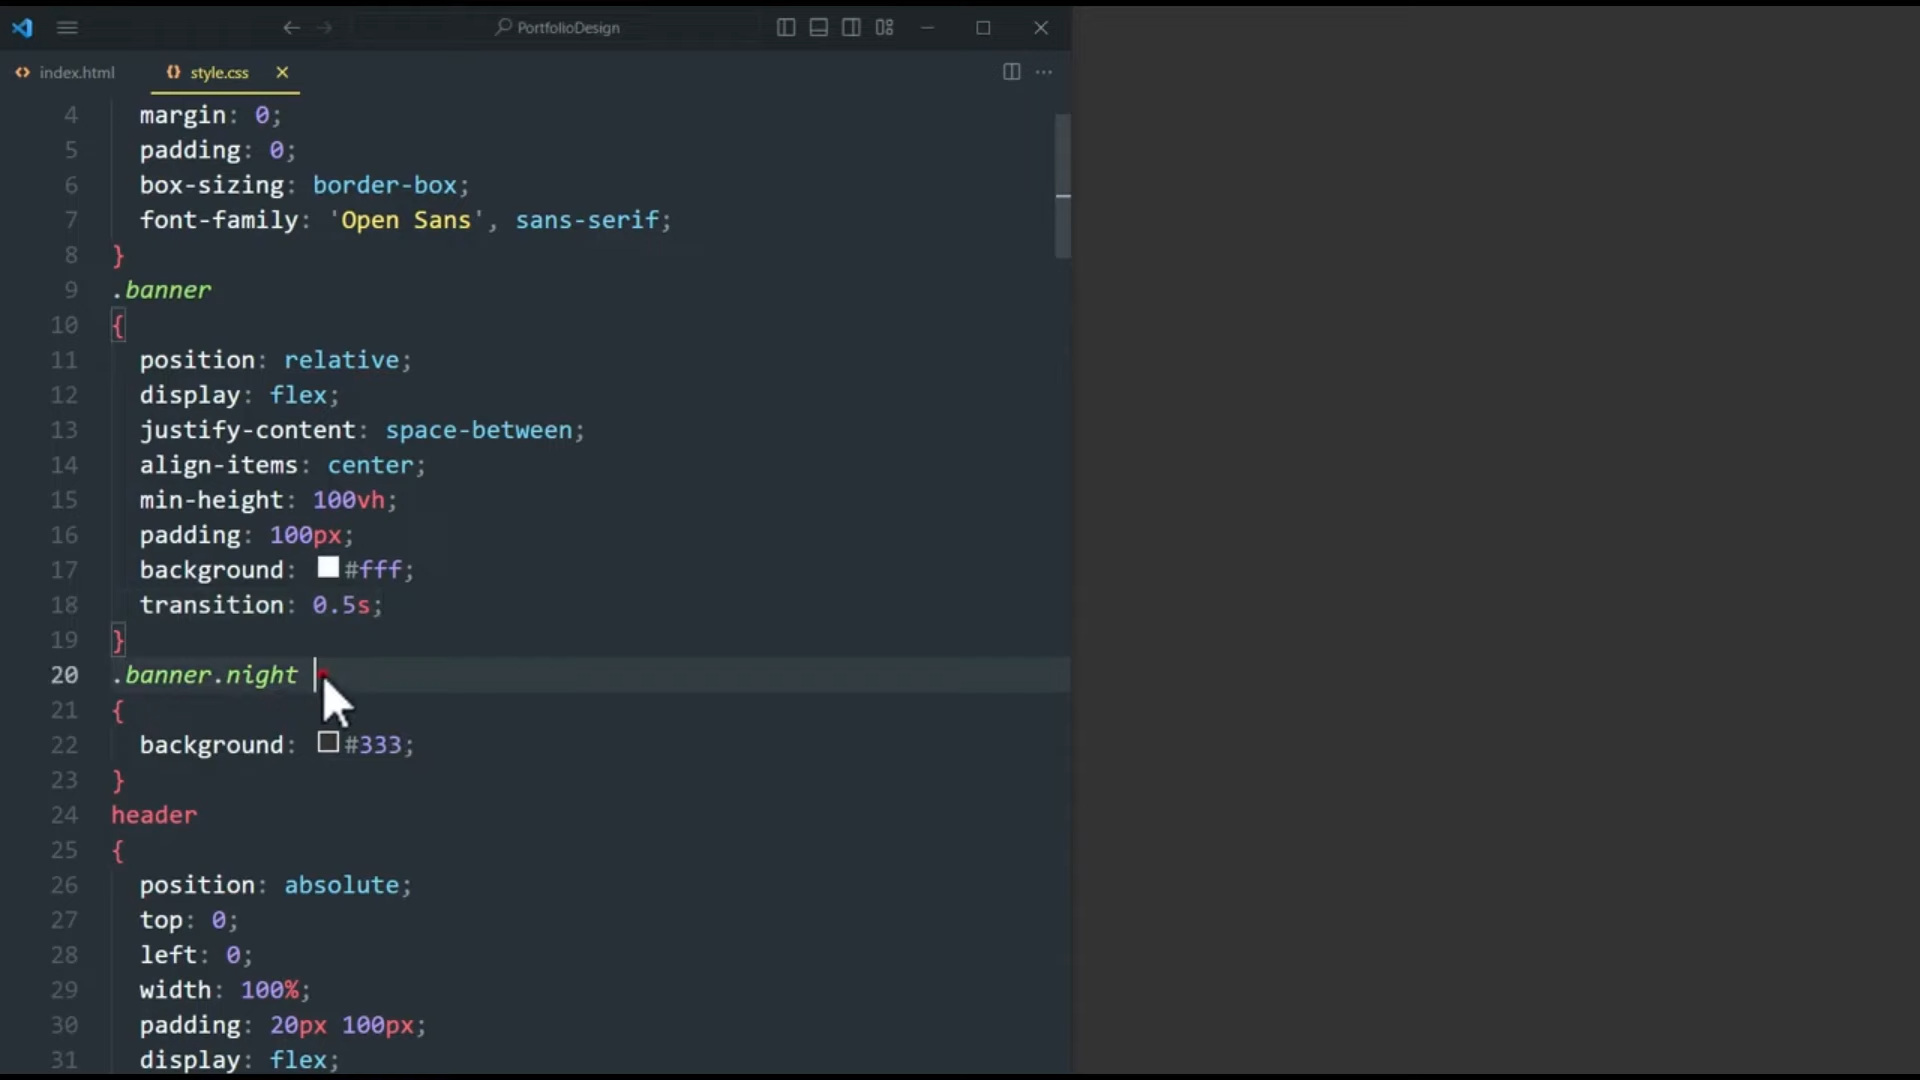 PortfolioDesign
index.html style.css
4 margin: 0;
5 padding: 0;
6 box-sizing: border-box;
7 font-family: 'Open Sans', sans-serif;
8 }
9 .banner
10 {
11 position: relative;
12 display: flex;
13 justify-content: space-between;
14 align-items: center;
15 min-height: 100vh;
16 padding: 100px;
17 background: #fff;
18 transition: 0.5s;
19 }
20 .banner.night
21 {
22 background: #333;
23 }
24 header
25 {
26 position: absolute;
27 top: 0;
28 left: 0;
29 width: 100%;
30 padding: 20px 100px;
31 display: flex;